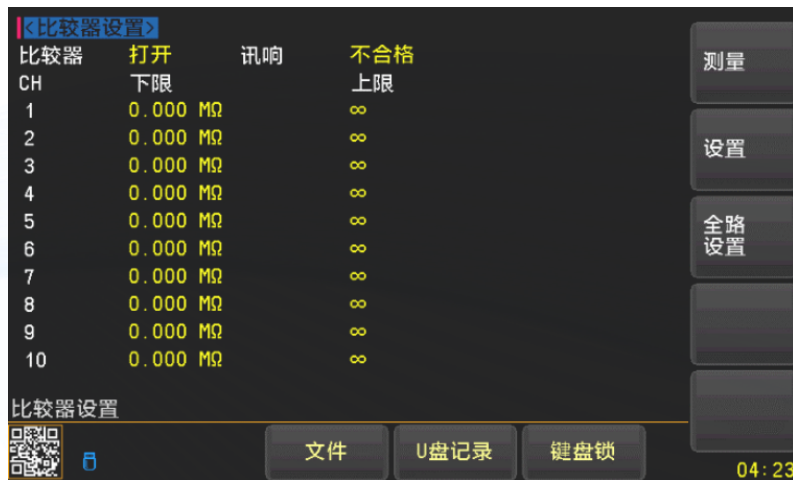 <比较器设置>
比较器 打开 讯响 不合格
CH 下限 上限
1 0.000 MΩ ∞
2 0.000 MΩ ∞
3 0.000 MΩ ∞
4 0.000 MΩ ∞
5 0.000 MΩ ∞
6 0.000 MΩ ∞
7 0.000 MΩ ∞
8 0.000 MΩ ∞
9 0.000 MΩ ∞
10 0.000 MΩ ∞
比较器设置
测量
设置
全路
设置
文件 U盘记录 键盘锁
04:23